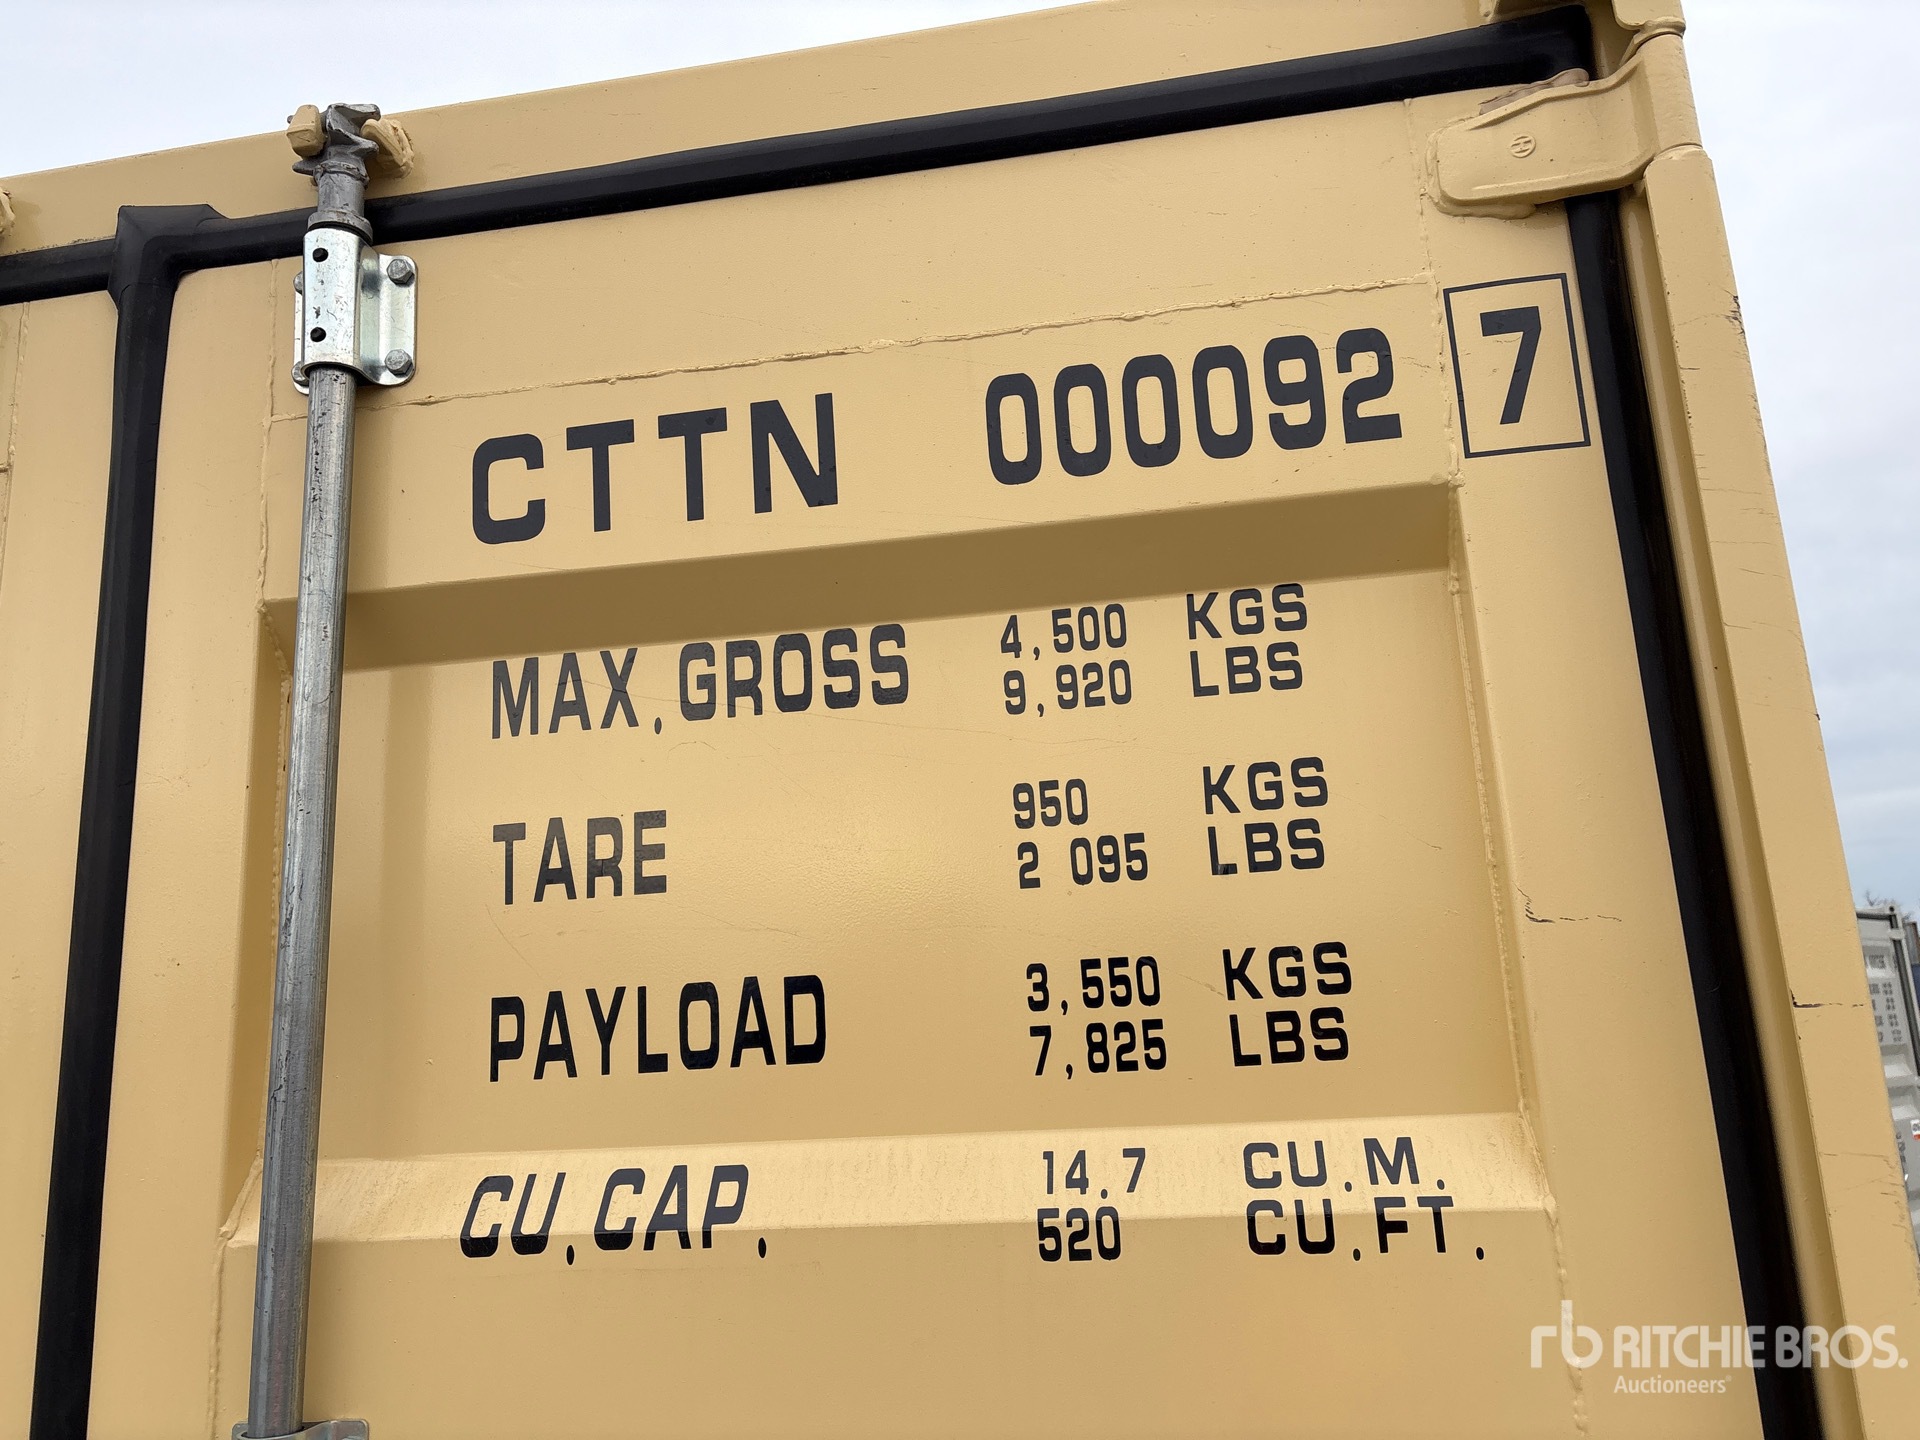 CTTN 000092 7
MAX.GROSS 4,500 KGS
9,920 LBS
TARE 950 KGS
2 095 LBS
PAYLOAD 3,550 KGS
7,825 LBS
CU.CAP. 14.7 CU.M.
520 CU.FT.
rb RITCHIE BROS.
Auctioneers